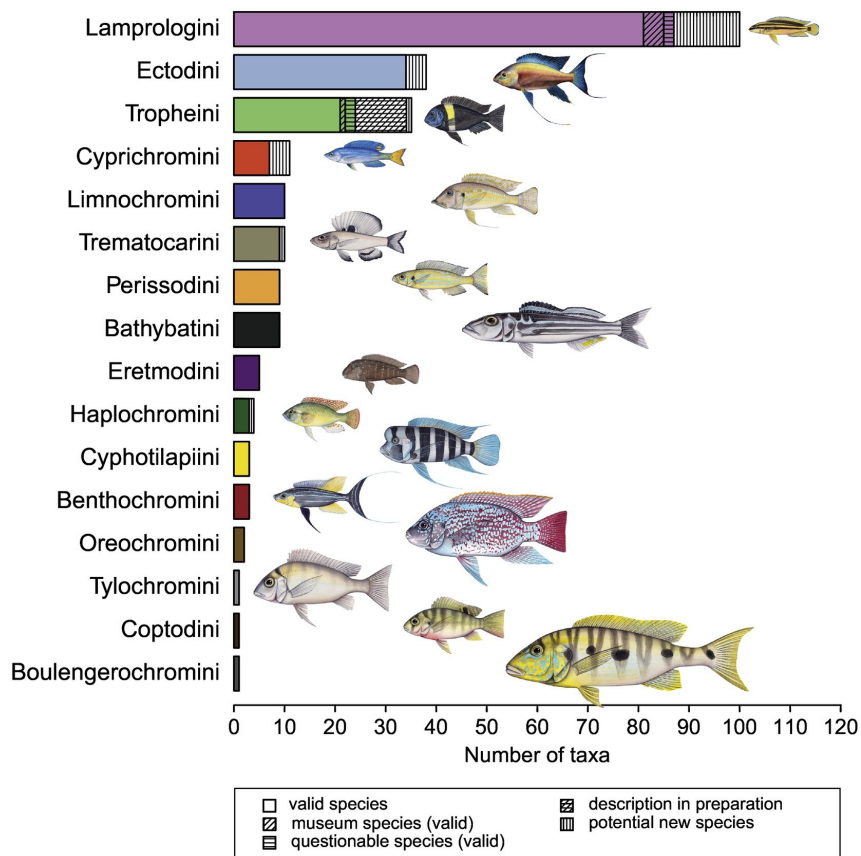 Lamprologini
Ectodini
Tropheini
Cyprichromini
Limnochromini
Trematocarini
Perissodini
Bathybatini
Eretmodini
Haplochromini
Cyphotilapiini
Benthochromini
Oreochromini
Tylochromini
Coptodini
Boulengerochromini
0 10 20 30 40 50 60 70 80 90 100 110 120
Number of taxa
valid species
museum species (valid)
questionable species (valid)
description in preparation
potential new species